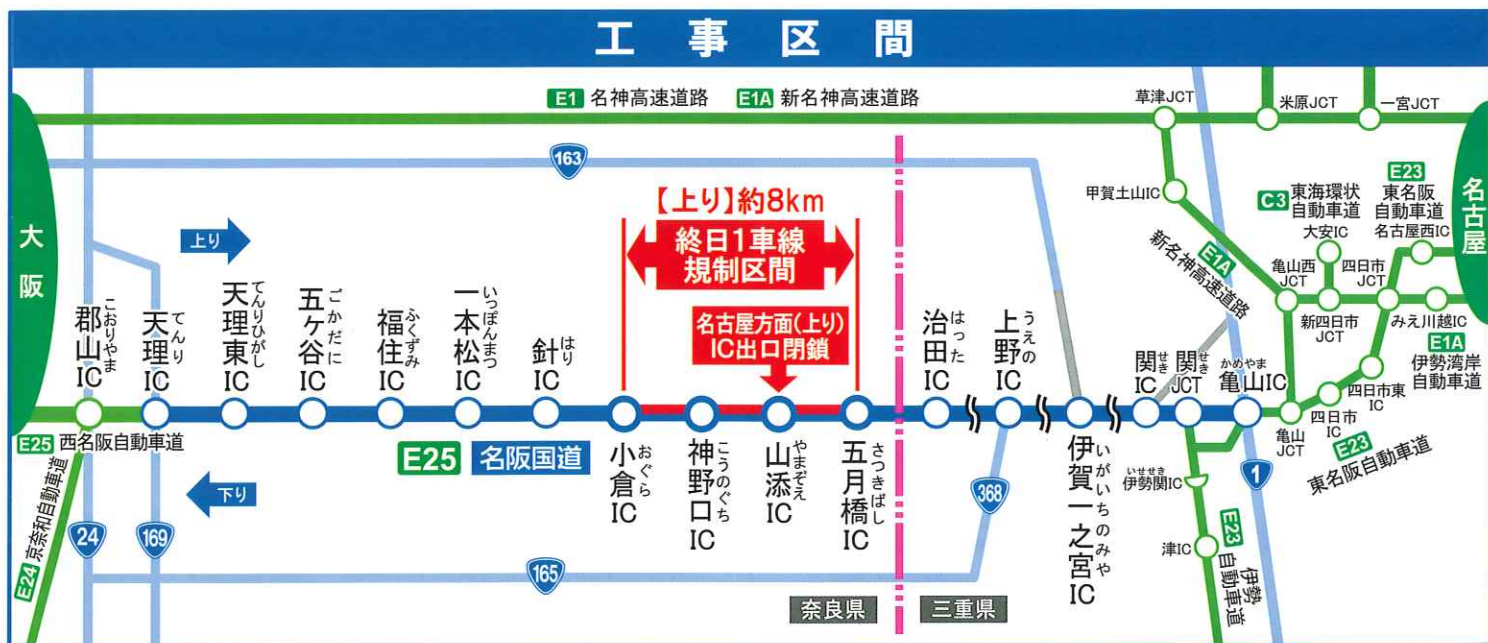 工事区間
E1 名神高速道路 E1A 新名神高速道路
草津JCT
米原JCT
一宮JCT
163
甲賀土山IC
E1A
新名神高速道路
C3 東海環状
自動車道
大安IC
E23
東名阪
自動車道
名古屋西IC
名古屋
大阪
上り
【上り】約8km
終日1車線
規制区間
名古屋方面(上り)
IC出口閉鎖
こおりやま
郡山IC
てんり
天理IC
てんりひがし
天理東IC
ごかだに
五ケ谷IC
ふくずみ
福住IC
いっぽんまつ
一本松IC
はり
針IC
はった
治田IC
うえの
上野IC
せき
関IC
せき
関JCT
かめやま
亀山IC
亀山西
JCT
新四日市
JCT
四日市
JCT
みえ川越IC
E1A
伊勢湾岸
自動車道
四日市東
IC
四日市
IC
亀山
JCT
E23
東名阪自動車道
E25 西名阪自動車道
E25 名阪国道
おぐら
小倉IC
こうのぐち
神野口IC
やまぞえ
山添IC
さつきばし
五月橋IC
いがいちのみや
伊賀一之宮IC
下り
E24 京奈和自動車道
24
169
165
368
いせせき
伊勢関IC
1
津IC
E23
伊勢
自動車道
奈良県
三重県